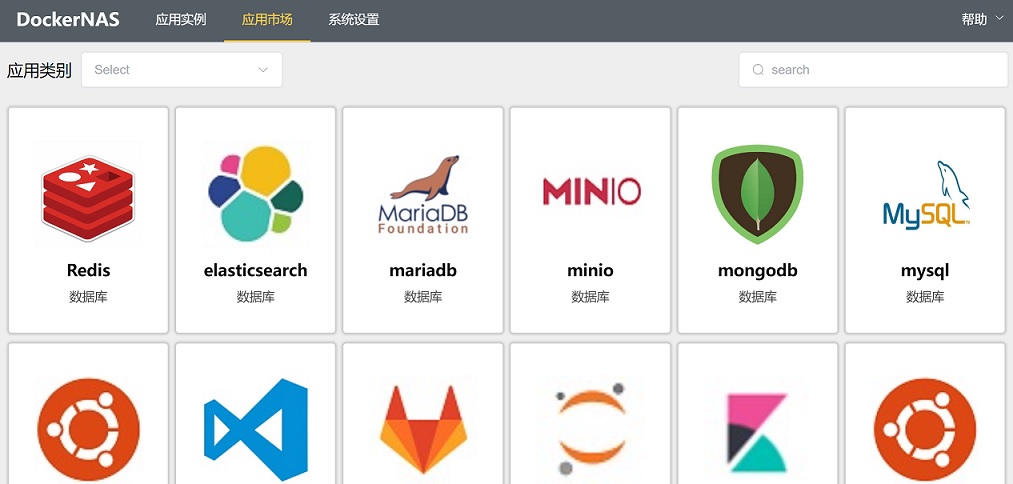 DockerNAS 应用实例 应用市场 系统设置 帮助
应用类别 Select search
MariaDB
Foundation
MINIO
MySQL
Redis elasticsearch mariadb minio mongodb mysql
数据库 数据库 数据库 数据库 数据库 数据库